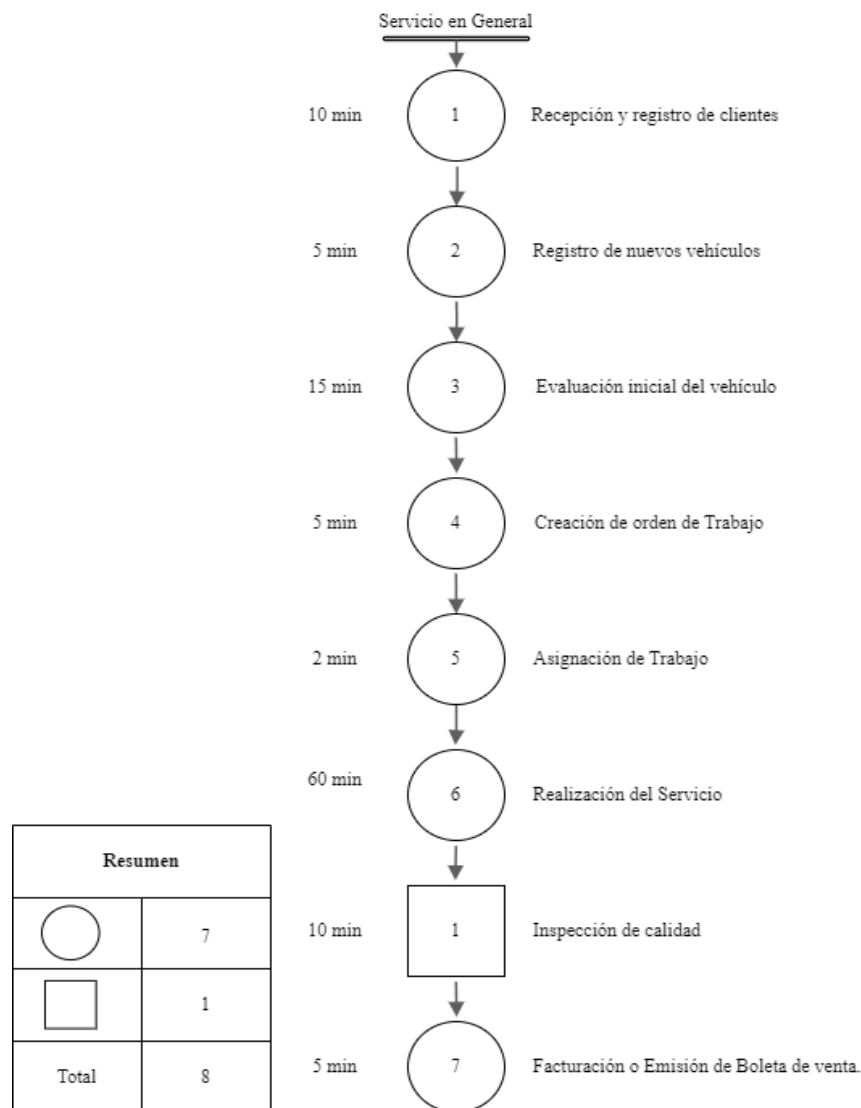 Servicio en General
10 min 1 Recepción y registro de clientes
5 min 2 Registro de nuevos vehículos
15 min 3 Evaluación inicial del vehículo
5 min 4 Creación de orden de Trabajo
2 min 5 Asignación de Trabajo
60 min 6 Realización del Servicio
10 min 1 Inspección de calidad
5 min 7 Facturación o Emisión de Boleta de venta.
Resumen
7
1
Total 8